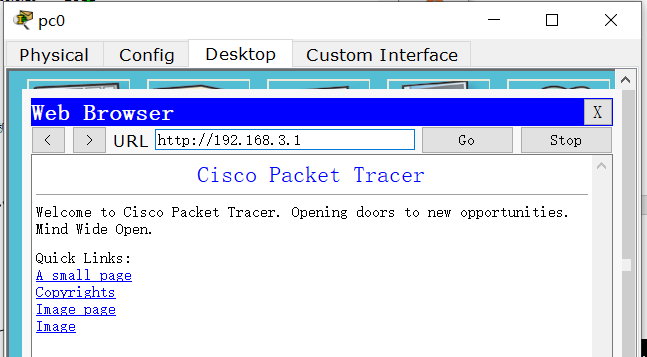 pc0
Physical Config Desktop Custom Interface
Web Browser X
< > URL http://192.168.3.1 Go Stop
Cisco Packet Tracer
Welcome to Cisco Packet Tracer. Opening doors to new opportunities.
Mind Wide Open.
Quick Links:
A small page
Copyrights
Image page
Image